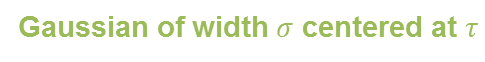 Gaussian of width σ centered at τ